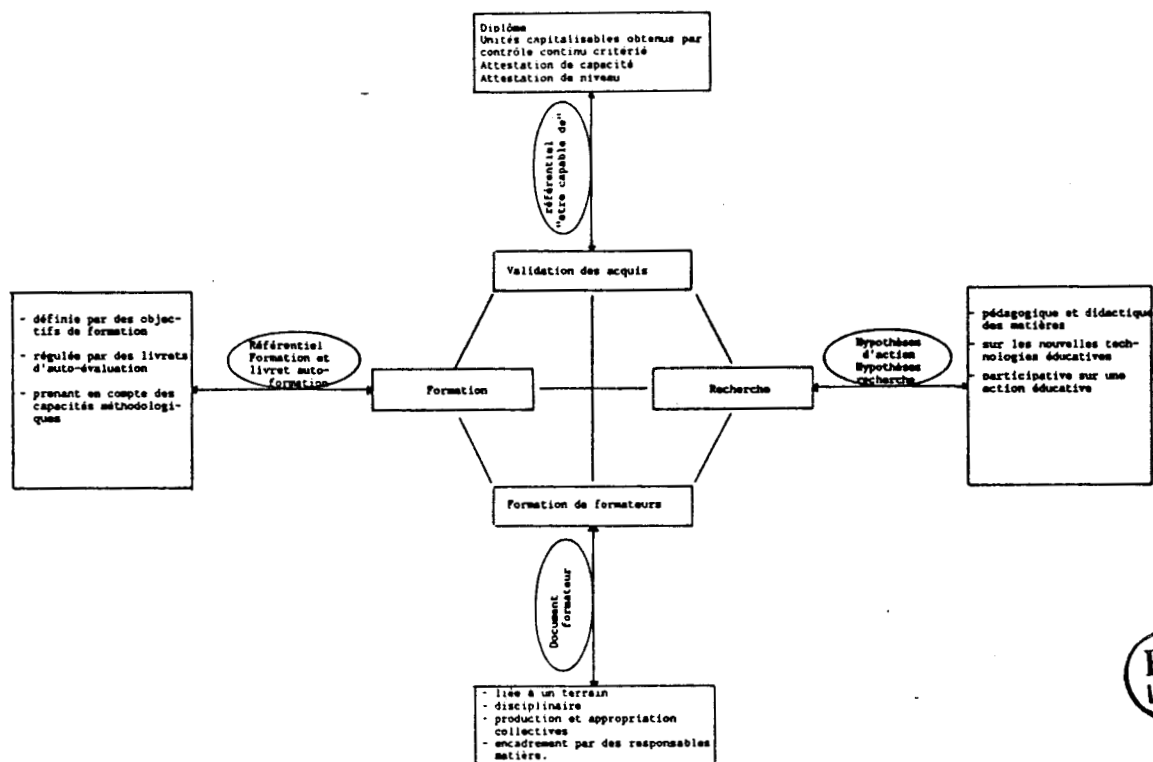 Diplôme
Unités capitalisables obtenus par
contrôle continu critérié
Attestation de capacité
Attestation de niveau
référentiel
"etre capable de"
Validation des acquis
- définie par des objec-
tifs de formation
- régulée par des livrets
d'auto-évaluation
- prenant en compte des
capacités méthodologi-
ques
Référentiel
Formation et
livret auto-
formation
Formation
Recherche
Hypothèses
d'action
Hypothèses
recherche
- pédagogique et didactique
des matières
- sur les nouvelles tech-
nologies éducatives
- participative sur une
action éducative
Formation de formateurs
Document
formateur
- liée à un terrain
- disciplinaire
- production et appropriation
collectives
- encadrement par des responsables
matière.